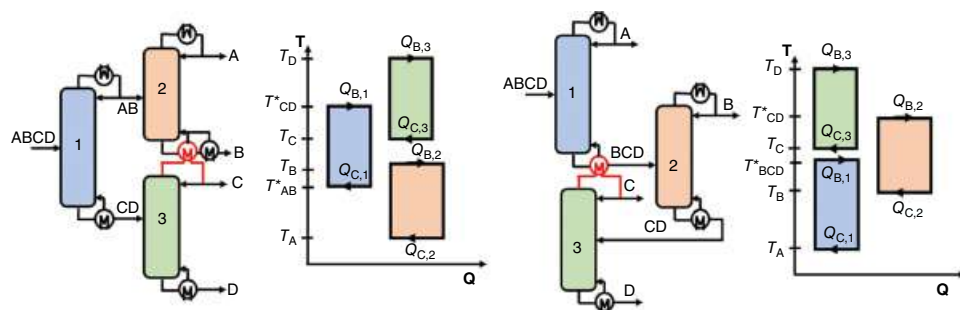 A
AB
2
ABCD
1
B
C
CD
3
D
T
T_D
T*_CD
T_C
T_B
T*_AB
T_A
Q_B,3
Q_B,1
Q_C,3
Q_B,2
Q_C,1
Q_C,2
Q
A
ABCD
1
B
BCD
2
C
CD
3
D
T
T_D
T*_CD
T_C
T*_BCD
T_B
T_A
Q_B,3
Q_B,2
Q_C,3
Q_B,1
Q_C,2
Q_C,1
Q